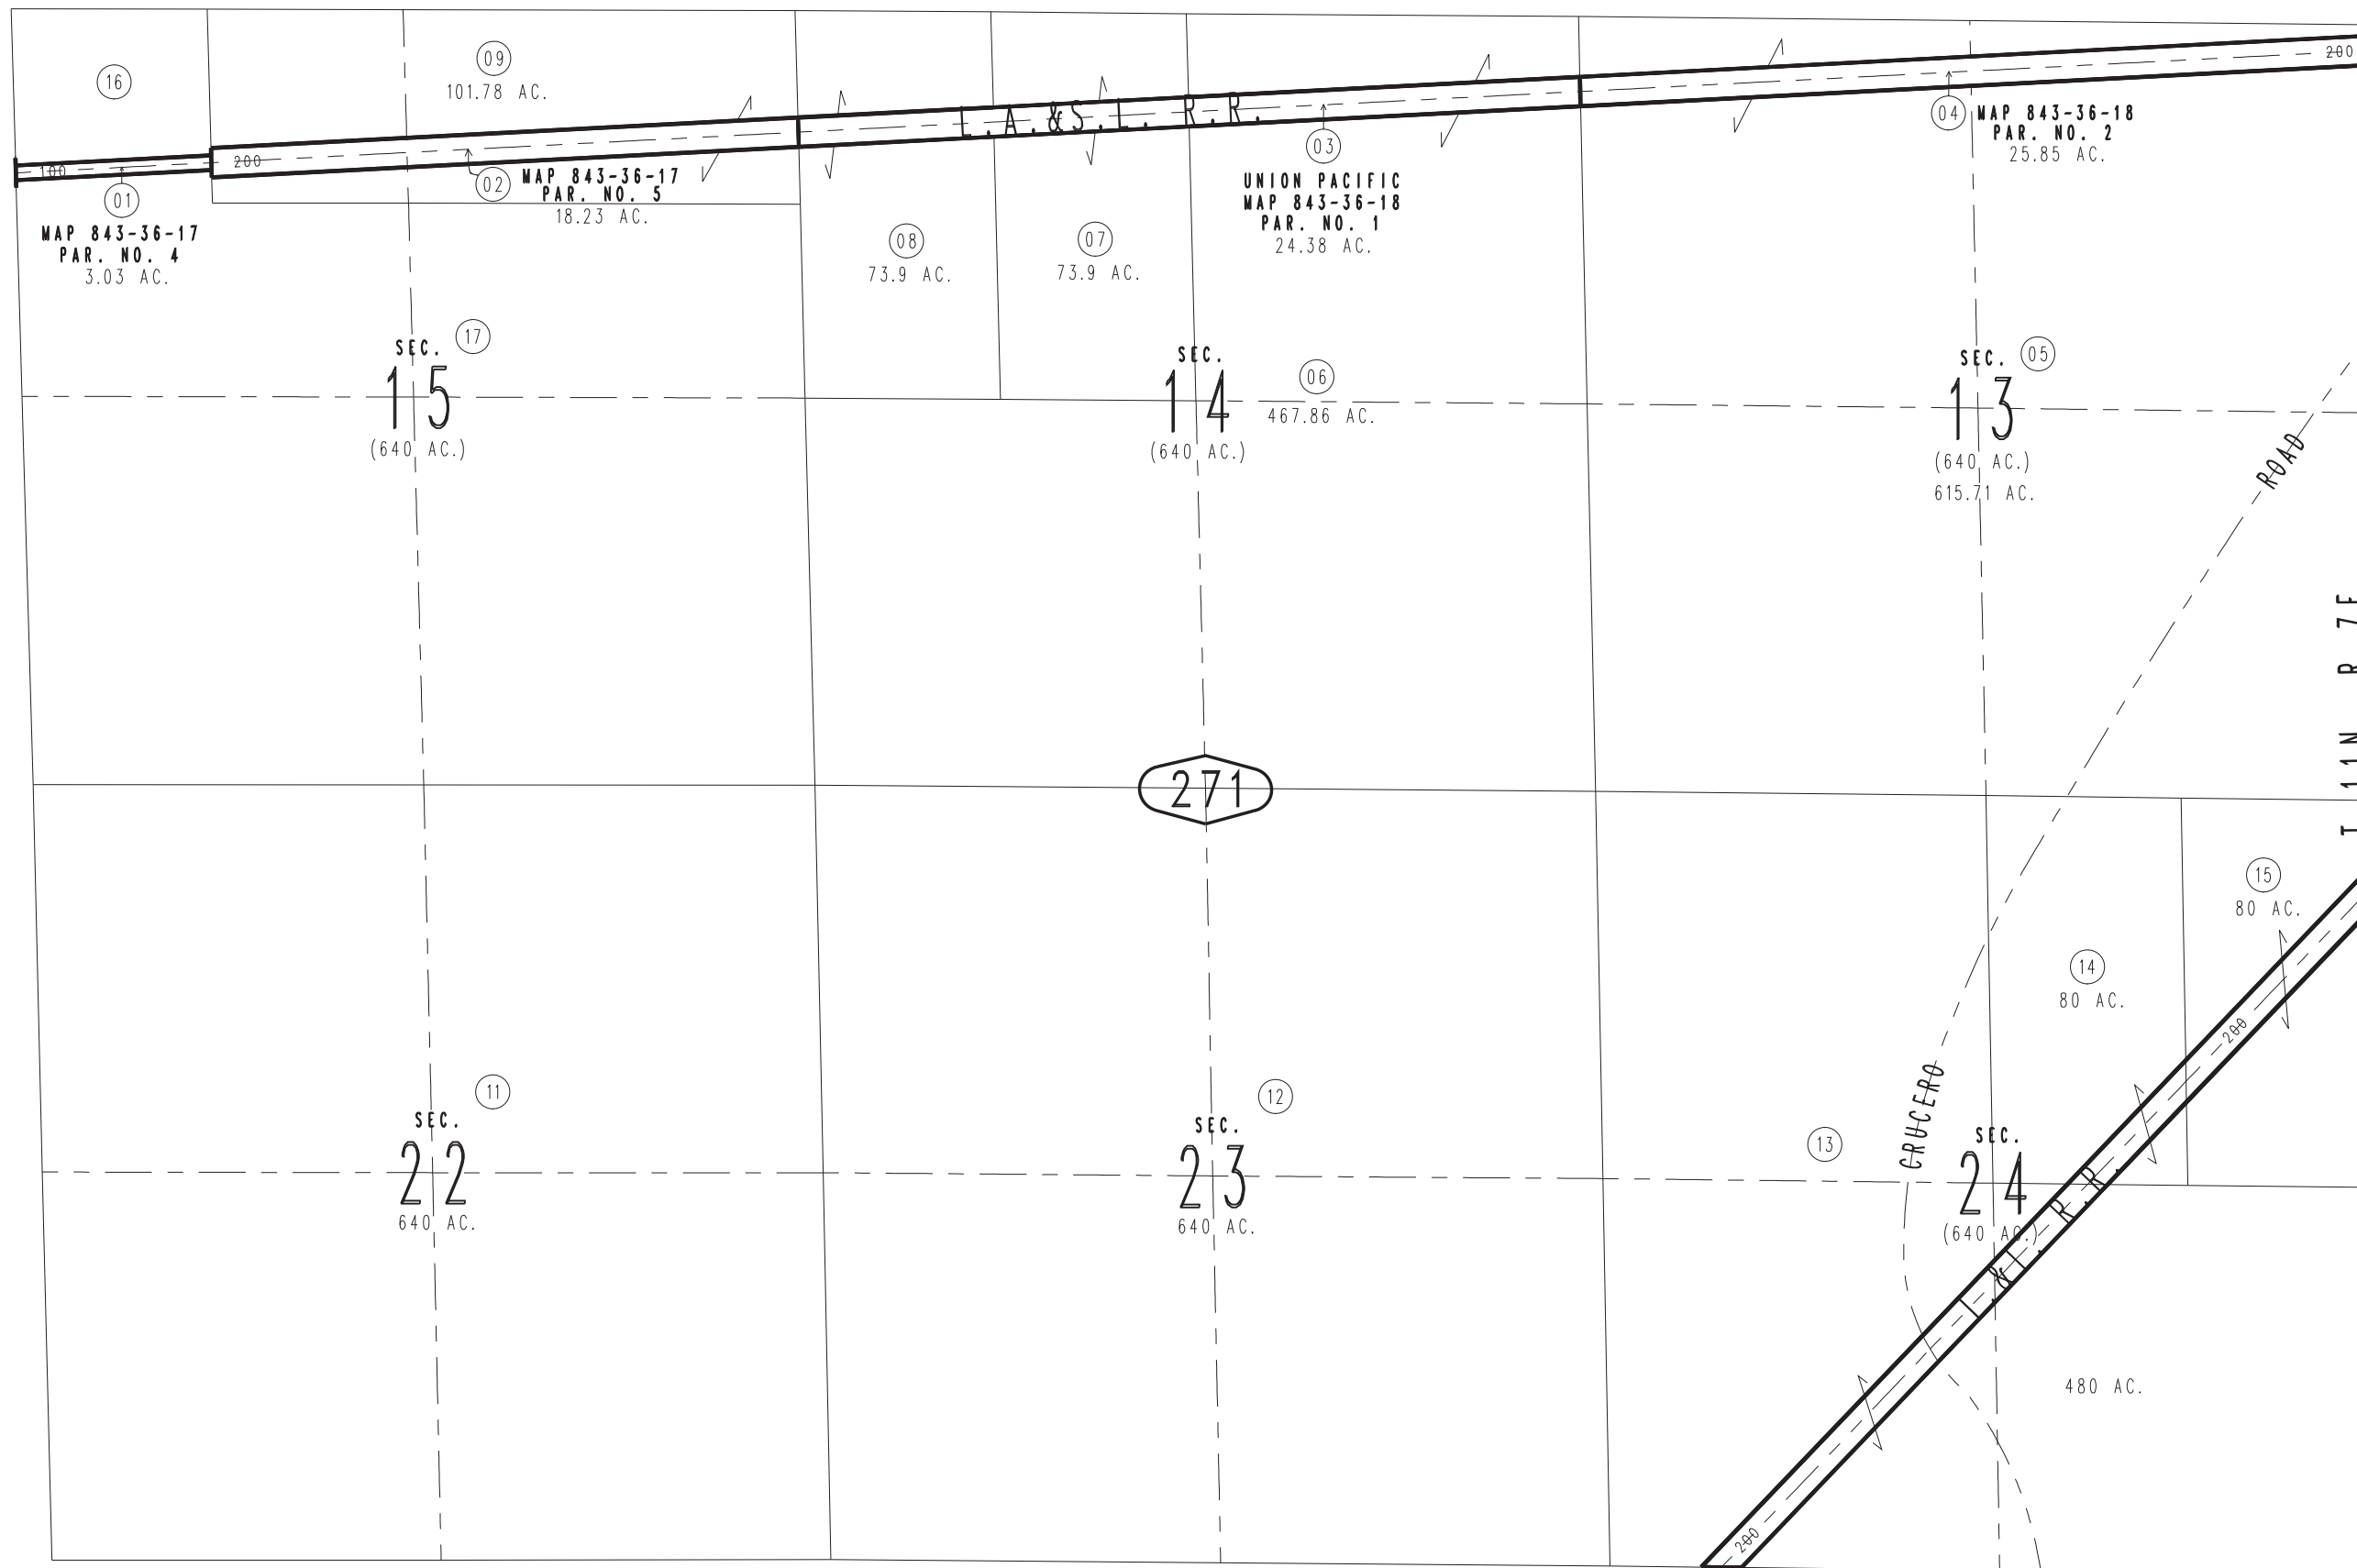 16
09
101.78 AC.
200
L.A.&S.L. R.R.
100
200
01
02
MAP 843-36-17
PAR. NO. 5
18.23 AC.
03
04
MAP 843-36-18
PAR. NO. 2
25.85 AC.
MAP 843-36-17
PAR. NO. 4
3.03 AC.
08
73.9 AC.
07
73.9 AC.
UNION PACIFIC
MAP 843-36-18
PAR. NO. 1
24.38 AC.
SEC.
17
15
(640 AC.)
SEC.
14
(640 AC.)
06
467.86 AC.
SEC.
05
13
(640 AC.)
615.71 AC.
ROAD
T 11N R 7E
271
15
80 AC.
14
80 AC.
200
CRUCERO
SEC.
11
22
640 AC.
SEC.
12
23
640 AC.
13
SEC.
24
(640 AC.)
T.&T. R.R.
480 AC.
200